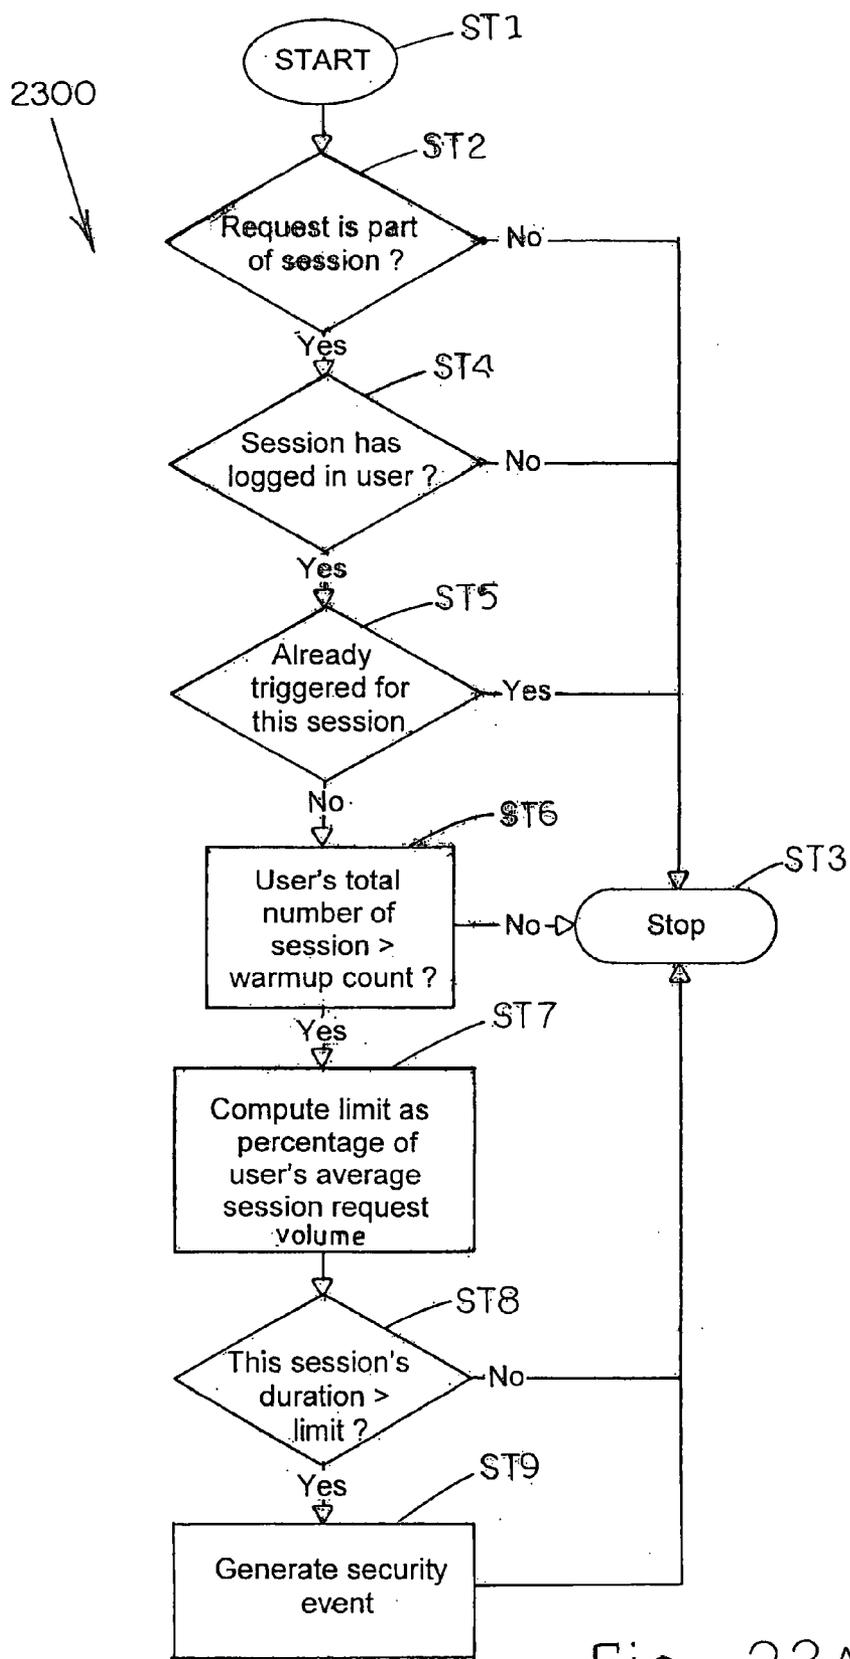 START
ST1
2300
ST2
Request is part
of session ?
No
Yes
ST4
Session has
logged in user ?
No
Yes
ST5
Already
triggered for
this session
Yes
No
ST6
User's total
number of
session >
warmup count ?
No
ST3
Stop
Yes
ST7
Compute limit as
percentage of
user's average
session request
volume
ST8
This session's
duration >
limit ?
No
Yes
ST9
Generate security
event